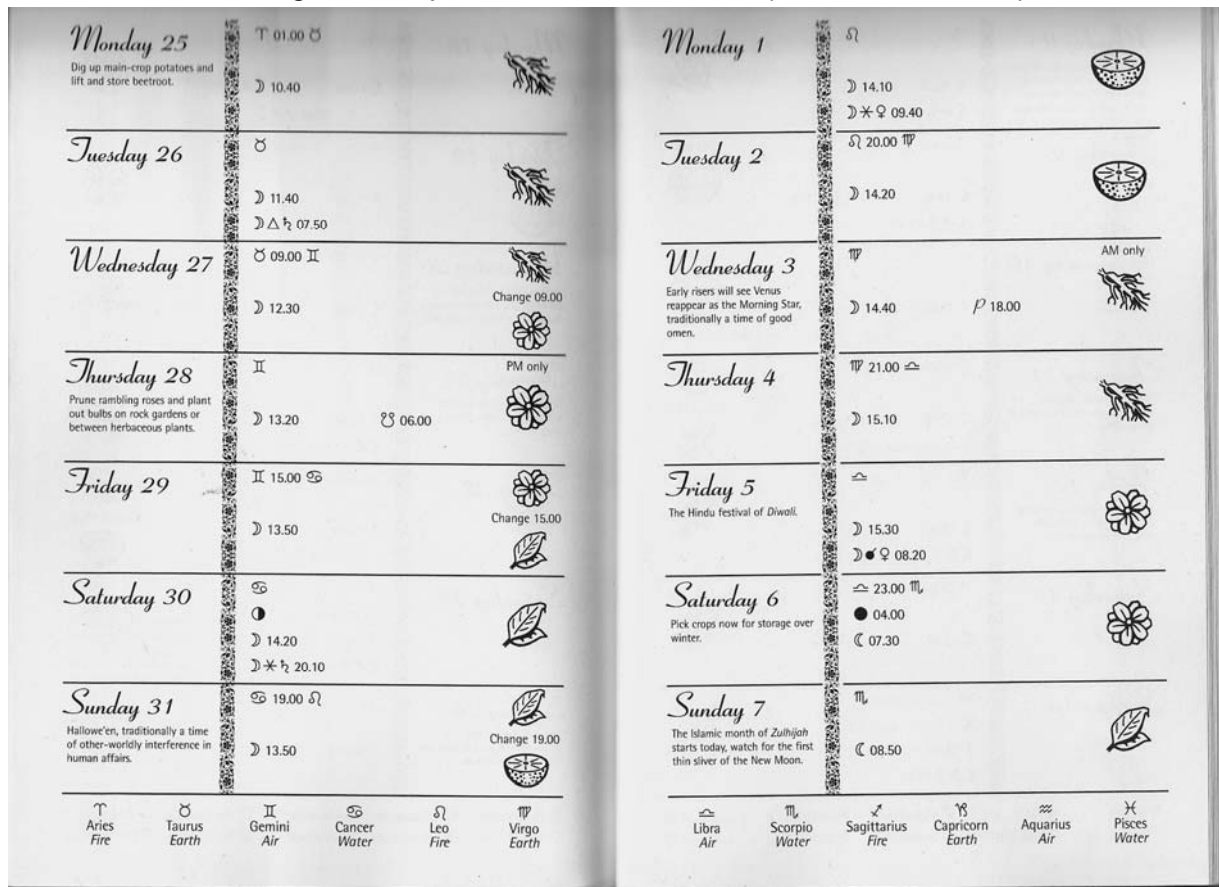 Monday 25
Dig up main-crop potatoes and
lift and store beetroot.
♈ 01.00 ♉
☽ 10.40
Tuesday 26
♉
☽ 11.40
☽△♄ 07.50
Wednesday 27
♉ 09.00 ♊
☽ 12.30
Change 09.00
Thursday 28
Prune rambling roses and plant
out bulbs on rock gardens or
between herbaceous plants.
♊
☽ 13.20 ☋ 06.00
PM only
Friday 29
♊ 15.00 ♋
☽ 13.50
Change 15.00
Saturday 30
♋
◑
☽ 14.20
☽⚹♄ 20.10
Sunday 31
Hallowe'en, traditionally a time
of other-worldly interference in
human affairs.
♋ 19.00 ♌
☽ 13.50
Change 19.00
♈ ♉ ♊ ♋ ♌ ♍
Aries Taurus Gemini Cancer Leo Virgo
Fire Earth Air Water Fire Earth
Monday 1
♌
☽ 14.10
☽⚹♀ 09.40
Tuesday 2
♌ 20.00 ♍
☽ 14.20
Wednesday 3
Early risers will see Venus
reappear as the Morning Star,
traditionally a time of good
omen.
♍
☽ 14.40 P 18.00
AM only
Thursday 4
♍ 21.00 ♎
☽ 15.10
Friday 5
The Hindu festival of Diwali.
♎
☽ 15.30
☽☌♀ 08.20
Saturday 6
Pick crops now for storage over
winter.
♎ 23.00 ♏
● 04.00
☾ 07.30
Sunday 7
The Islamic month of Zulhijah
starts today, watch for the first
thin sliver of the New Moon.
♏
☾ 08.50
♎ ♏ ♐ ♑ ♒ ♓
Libra Scorpio Sagittarius Capricorn Aquarius Pisces
Air Water Fire Earth Air Water